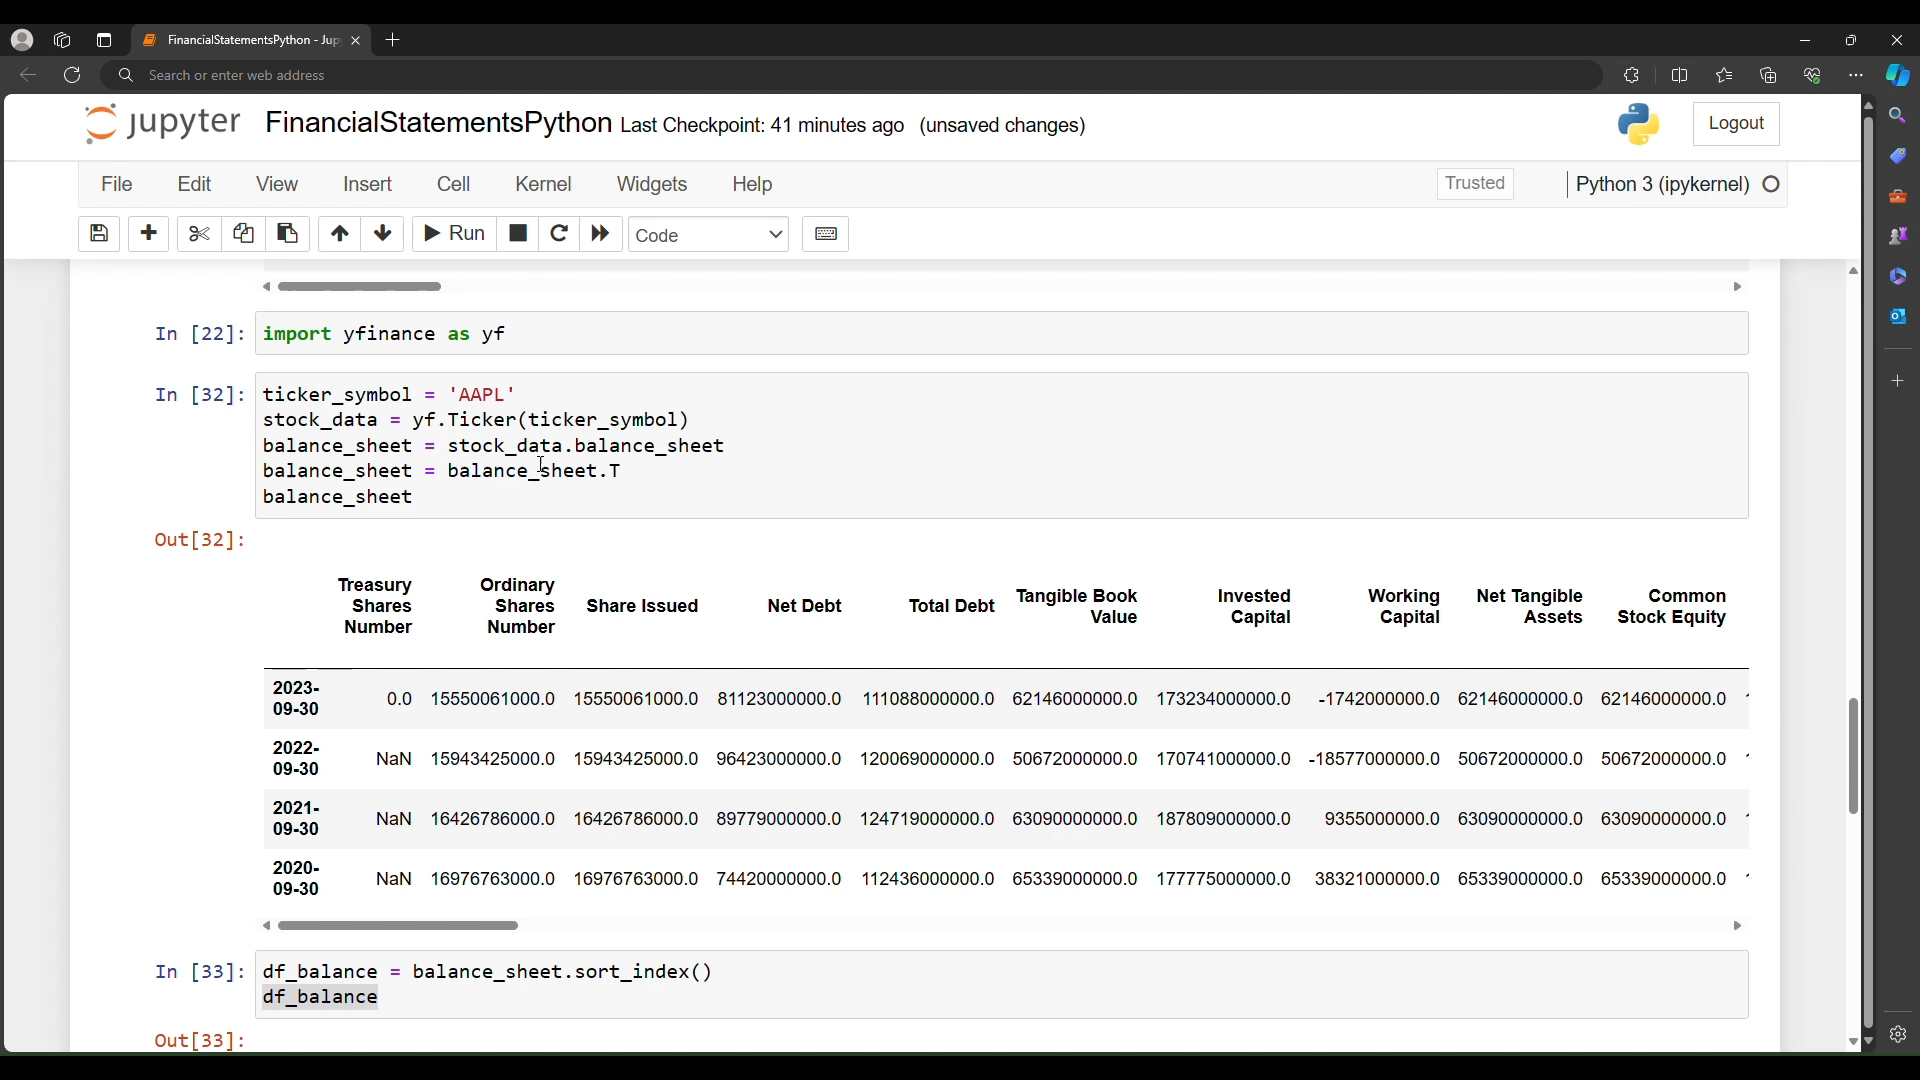 FinancialStatementsPython - Jup
Search or enter web address
jupyter FinancialStatementsPython Last Checkpoint: 41 minutes ago (unsaved changes)
Logout
File Edit View Insert Cell Kernel Widgets Help
Trusted
Python 3 (ipykernel)
Run
Code
In [22]: import yfinance as yf
In [32]: ticker_symbol = 'AAPL'
stock_data = yf.Ticker(ticker_symbol)
balance_sheet = stock_data.balance_sheet
balance_sheet = balance_sheet.T
balance_sheet
Out[32]:
Treasury Shares Number
Ordinary Shares Number
Share Issued
Net Debt
Total Debt
Tangible Book Value
Invested Capital
Working Capital
Net Tangible Assets
Common Stock Equity
2023-09-30 0.0 15550061000.0 15550061000.0 81123000000.0 111088000000.0 62146000000.0 173234000000.0 -1742000000.0 62146000000.0 62146000000.0
2022-09-30 NaN 15943425000.0 15943425000.0 96423000000.0 120069000000.0 50672000000.0 170741000000.0 -18577000000.0 50672000000.0 50672000000.0
2021-09-30 NaN 16426786000.0 16426786000.0 89779000000.0 124719000000.0 63090000000.0 187809000000.0 9355000000.0 63090000000.0 63090000000.0
2020-09-30 NaN 16976763000.0 16976763000.0 74420000000.0 112436000000.0 65339000000.0 177775000000.0 38321000000.0 65339000000.0 65339000000.0
In [33]: df_balance = balance_sheet.sort_index()
df_balance
Out[33]: